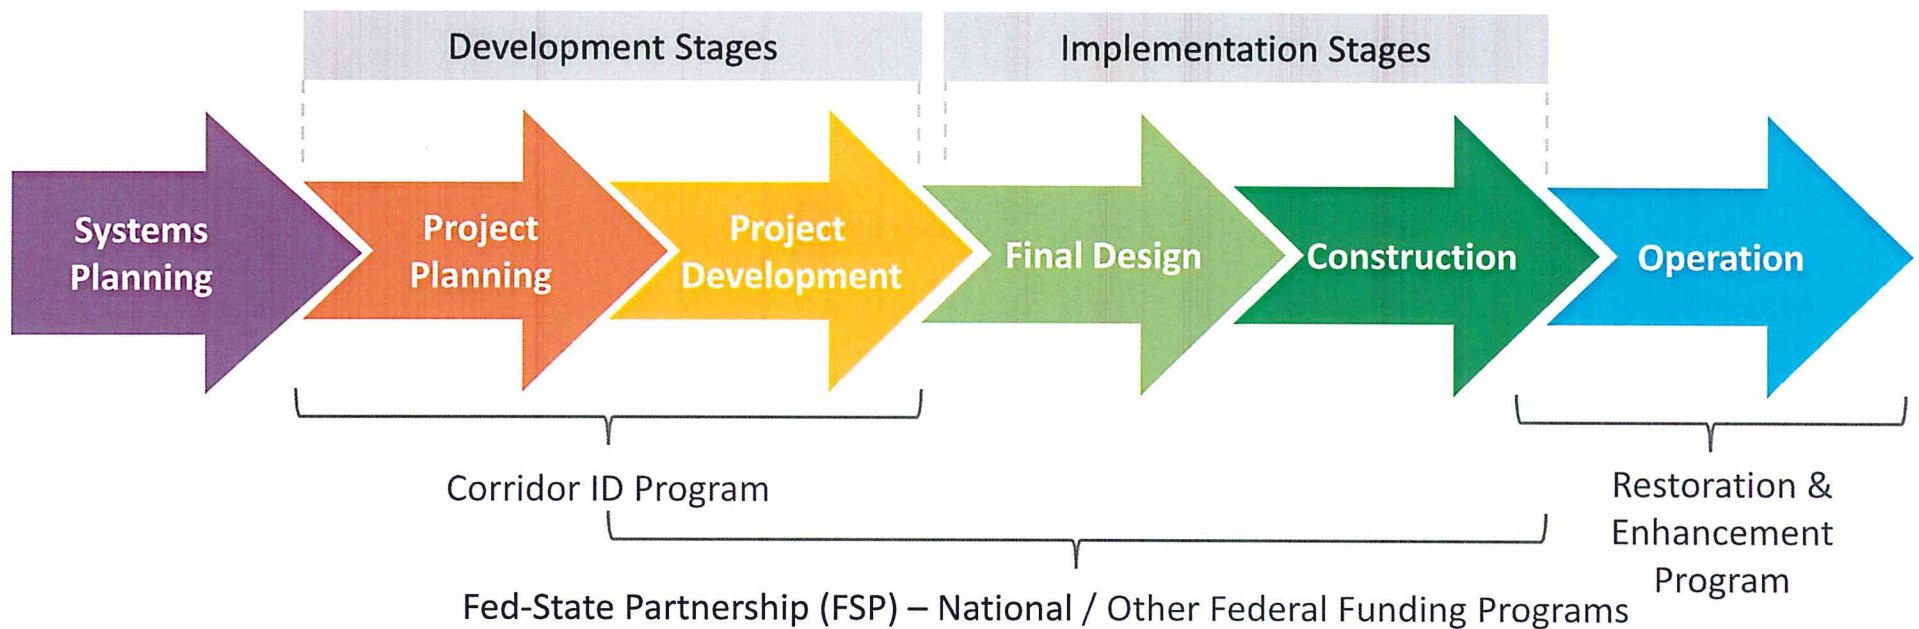 Development Stages
Implementation Stages
Systems
Planning
Project
Planning
Project
Development
Final Design
Construction
Operation
Corridor ID Program
Restoration &
Enhancement
Program
Fed-State Partnership (FSP) – National / Other Federal Funding Programs